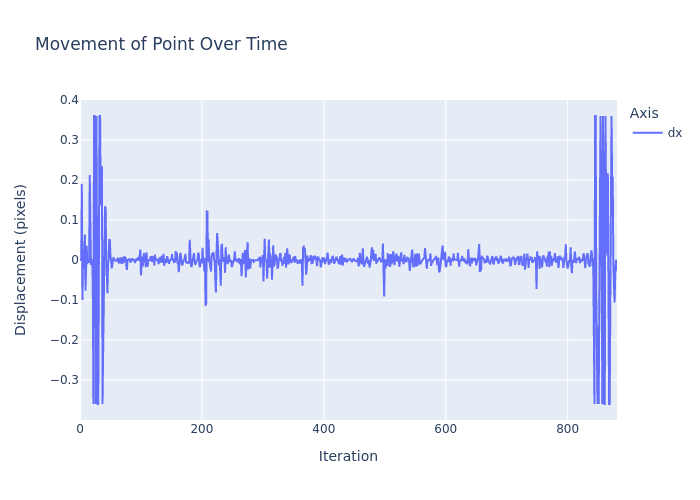 Movement of Point Over Time
Axis
dx
Displacement (pixels)
0.4
0.3
0.2
0.1
0
−0.1
−0.2
−0.3
0
200
400
600
800
Iteration